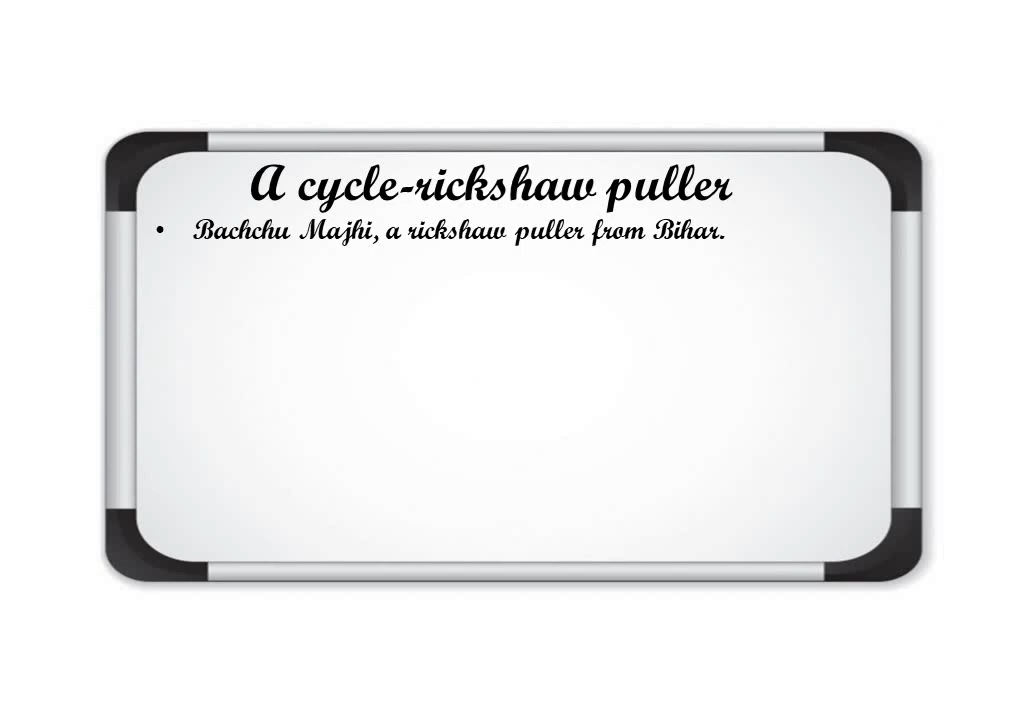 A cycle-rickshaw puller
• Bachchu Majhi, a rickshaw puller from Bihar.